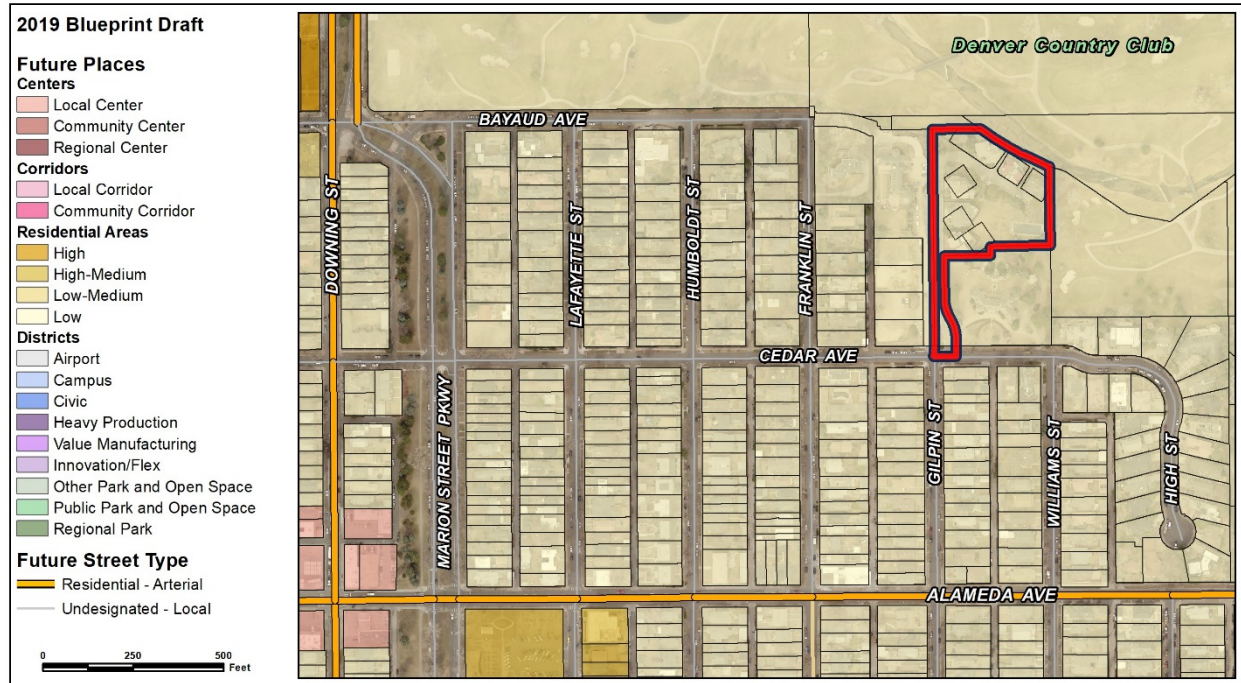 2019 Blueprint Draft
Future Places
Centers
Local Center
Community Center
Regional Center
Corridors
Local Corridor
Community Corridor
Residential Areas
High
High-Medium
Low-Medium
Low
Districts
Airport
Campus
Civic
Heavy Production
Value Manufacturing
Innovation/Flex
Other Park and Open Space
Public Park and Open Space
Regional Park
Future Street Type
Residential - Arterial
Undesignated - Local
0 250 500
Feet
Denver Country Club
BAYAUD AVE
DOWNING ST
MARION STREET PKWY
LAFAYETTE ST
HUMBOLDT ST
FRANKLIN ST
CEDAR AVE
GILPIN ST
WILLIAMS ST
HIGH ST
ALAMEDA AVE